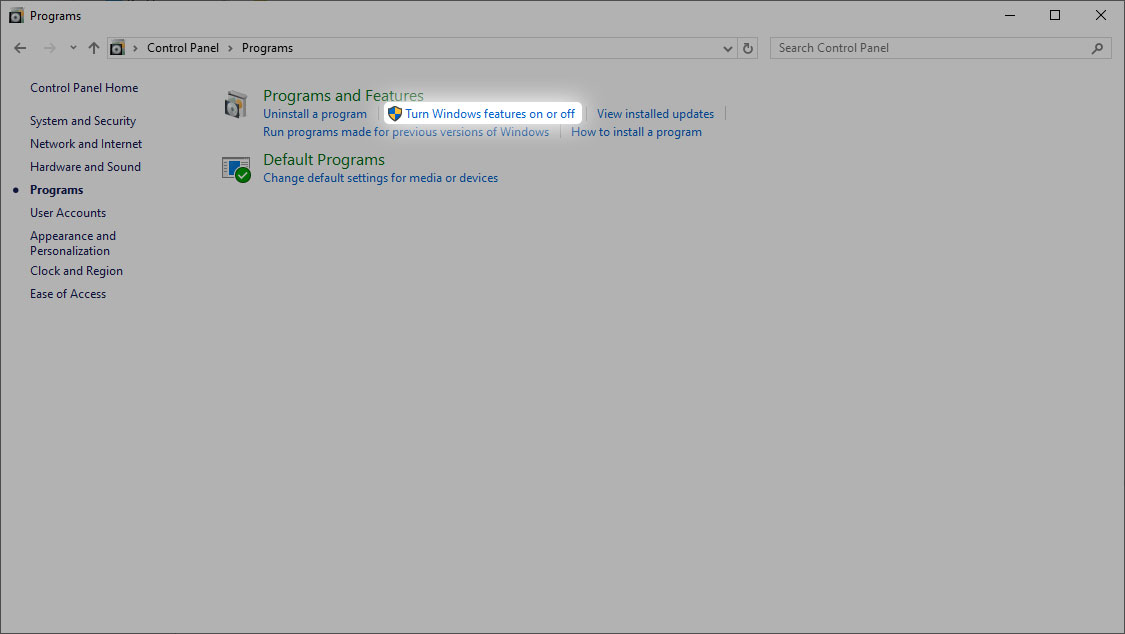 Programs
Control Panel > Programs
Search Control Panel
Control Panel Home
System and Security
Network and Internet
Hardware and Sound
Programs
User Accounts
Appearance and
Personalization
Clock and Region
Ease of Access
Programs and Features
Uninstall a program | Turn Windows features on or off | View installed updates |
Run programs made for previous versions of Windows | How to install a program
Default Programs
Change default settings for media or devices